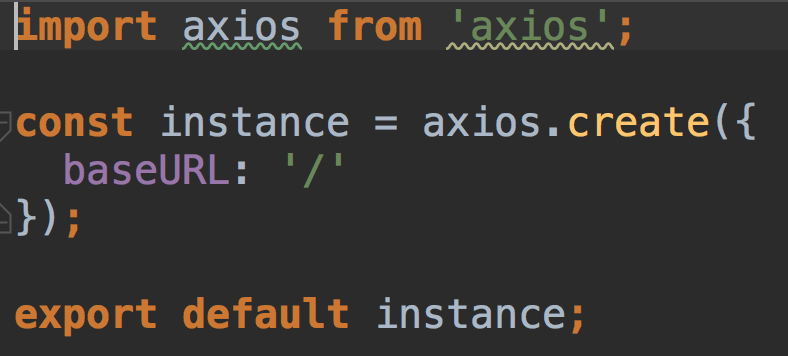 import axios from 'axios';
const instance = axios.create({
  baseURL: '/'
});
export default instance;